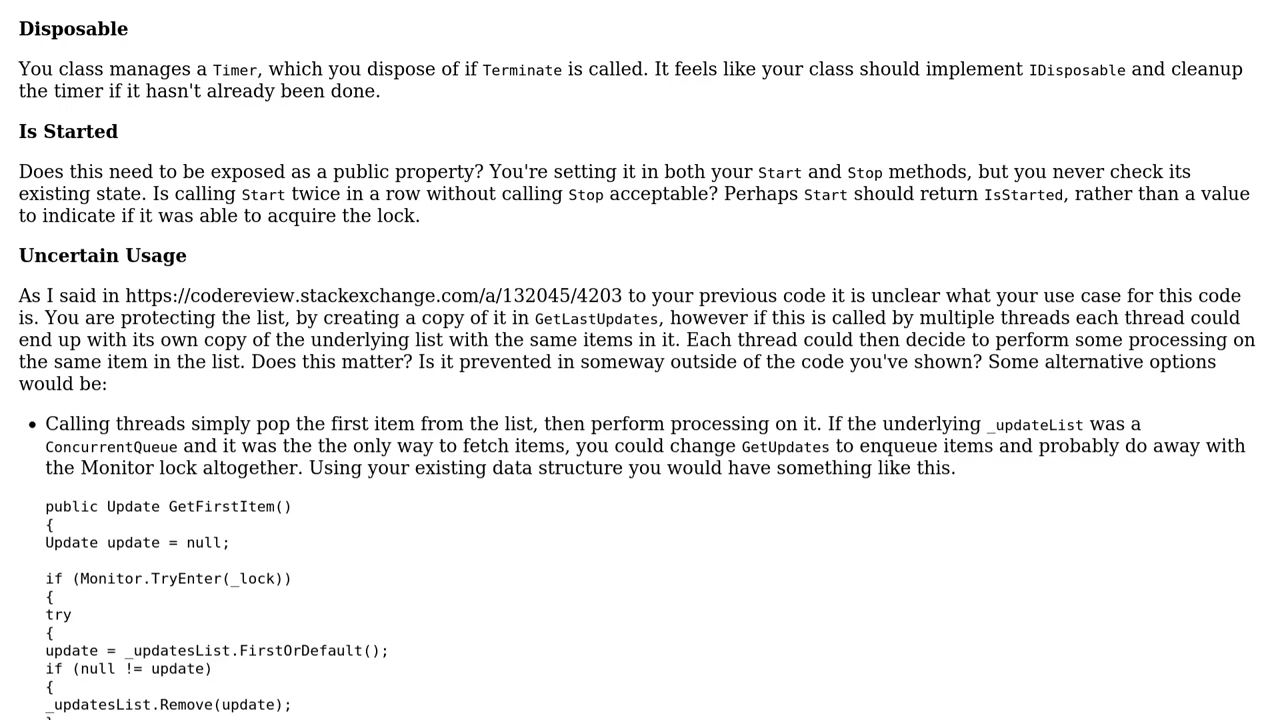 Disposable
You class manages a Timer, which you dispose of if Terminate is called. It feels like your class should implement IDisposable and cleanup
the timer if it hasn't already been done.
Is Started
Does this need to be exposed as a public property? You're setting it in both your Start and Stop methods, but you never check its
existing state. Is calling Start twice in a row without calling Stop acceptable? Perhaps Start should return IsStarted, rather than a value
to indicate if it was able to acquire the lock.
Uncertain Usage
As I said in https://codereview.stackexchange.com/a/132045/4203 to your previous code it is unclear what your use case for this code
is. You are protecting the list, by creating a copy of it in GetLastUpdates, however if this is called by multiple threads each thread could
end up with its own copy of the underlying list with the same items in it. Each thread could then decide to perform some processing on
the same item in the list. Does this matter? Is it prevented in someway outside of the code you've shown? Some alternative options
would be:
• Calling threads simply pop the first item from the list, then perform processing on it. If the underlying _updateList was a
ConcurrentQueue and it was the the only way to fetch items, you could change GetUpdates to enqueue items and probably do away with
the Monitor lock altogether. Using your existing data structure you would have something like this.
public Update GetFirstItem()
{
Update update = null;
if (Monitor.TryEnter(_lock))
{
try
{
update = _updatesList.FirstOrDefault();
if (null != update)
{
_updatesList.Remove(update);
}